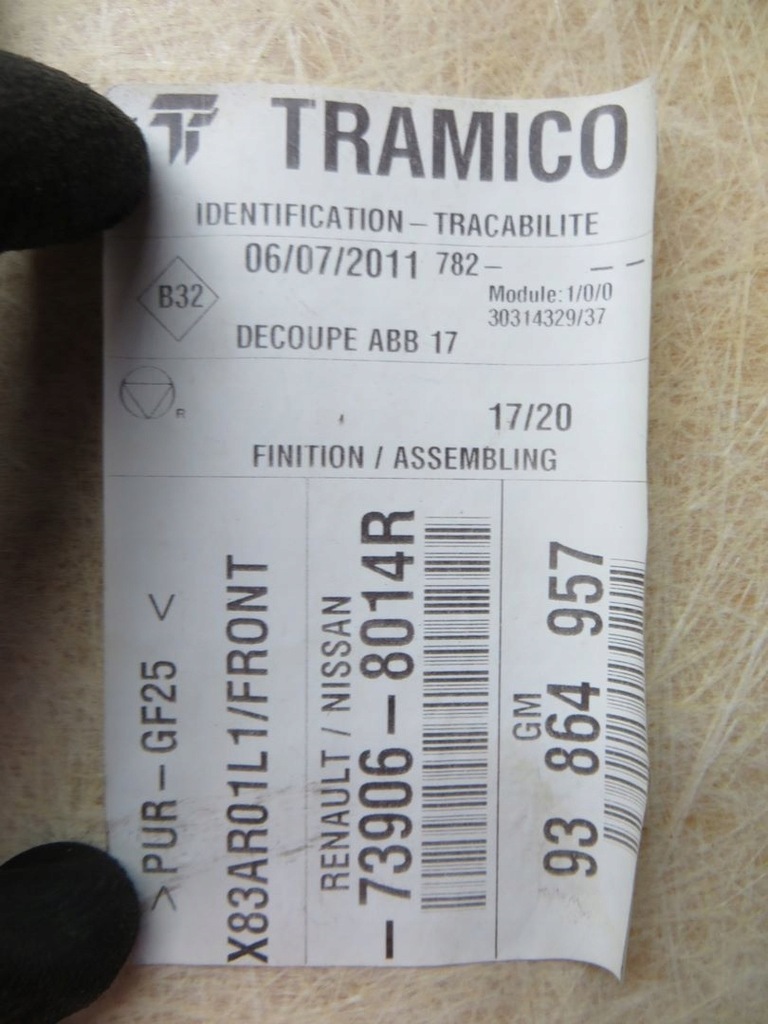 TRAMICO
IDENTIFICATION – TRACABILITE
06/07/2011 782 – – –
B32
Module: 1/0/0
30314329/37
DECOUPE ABB 17
R
17/20
FINITION / ASSEMBLING
> PUR – GF25 <
X83AR01L1/FRONT
RENAULT / NISSAN
– 73906 – 8014R
GM
93 864 957